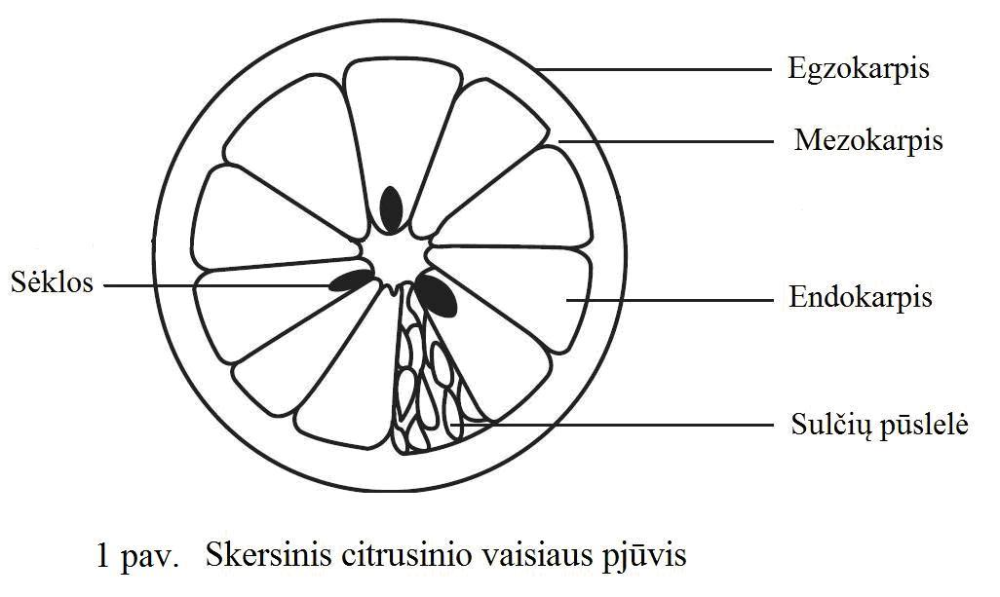 Egzokarpis
Mezokarpis
Sėklos
Endokarpis
Sulčių pūslelė
1 pav. Skersinis citrusinio vaisiaus pjūvis